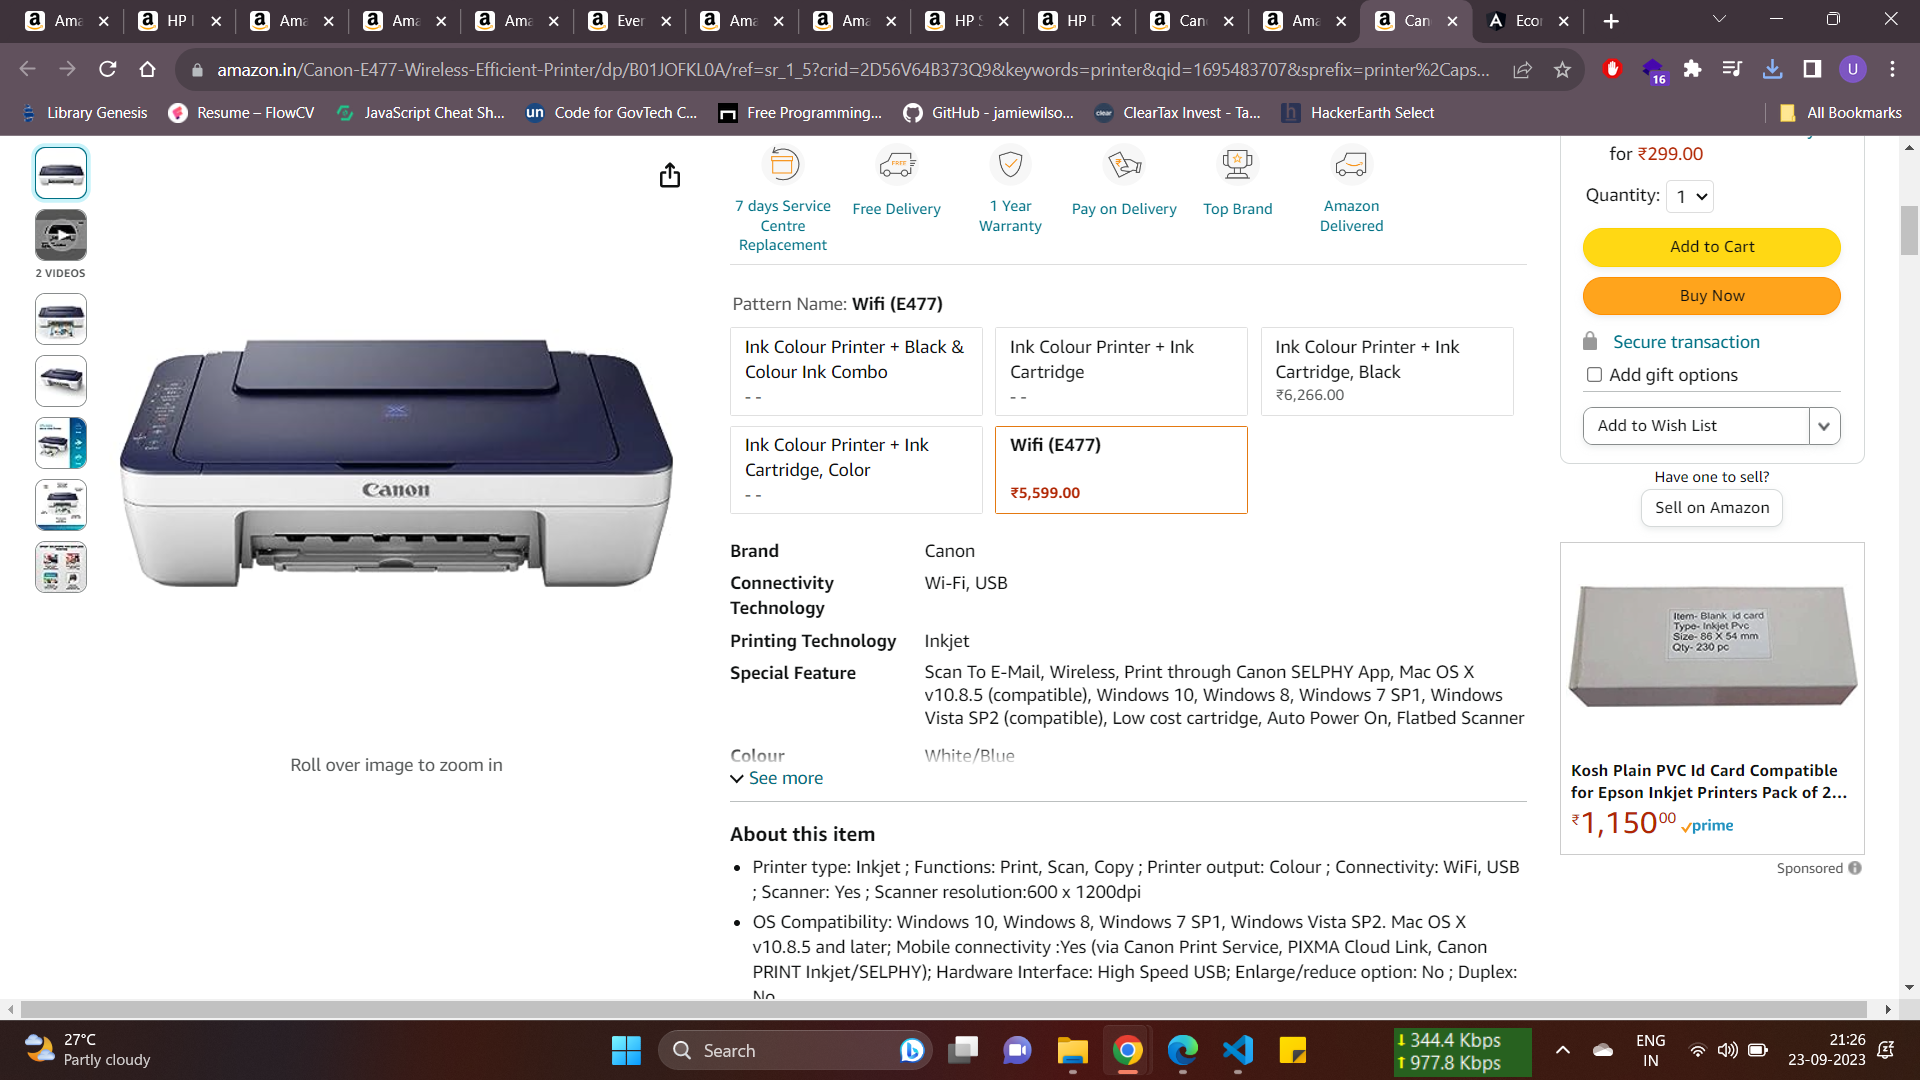 Ama
HP I
Ama
Ama
Ama
Ever
Ama
Ama
HP S
HP D
Can
Ama
Can
Ecor
amazon.in/Canon-E477-Wireless-Efficient-Printer/dp/B01JOFKL0A/ref=sr_1_5?crid=2D56V64B373Q9&keywords=printer&qid=1695483707&sprefix=printer%2Caps...
16
U
Library Genesis
Resume – FlowCV
JavaScript Cheat Sh...
un Code for GovTech C...
Free Programming...
GitHub - jamiewilso...
clear ClearTax Invest - Ta...
h HackerEarth Select
All Bookmarks
2 VIDEOS
Canon
Roll over image to zoom in
7 days Service
Centre
Replacement
FREE
Free Delivery
1 Year
Warranty
Pay on Delivery
Top Brand
Amazon
Delivered
Pattern Name: Wifi (E477)
Ink Colour Printer + Black &
Colour Ink Combo
- -
Ink Colour Printer + Ink
Cartridge
- -
Ink Colour Printer + Ink
Cartridge, Black
₹6,266.00
Ink Colour Printer + Ink
Cartridge, Color
- -
Wifi (E477)
₹5,599.00
Brand Canon
Connectivity Wi-Fi, USB
Technology
Printing Technology Inkjet
Special Feature Scan To E-Mail, Wireless, Print through Canon SELPHY App, Mac OS X
v10.8.5 (compatible), Windows 10, Windows 8, Windows 7 SP1, Windows
Vista SP2 (compatible), Low cost cartridge, Auto Power On, Flatbed Scanner
Colour White/Blue
See more
About this item
• Printer type: Inkjet ; Functions: Print, Scan, Copy ; Printer output: Colour ; Connectivity: WiFi, USB
; Scanner: Yes ; Scanner resolution:600 x 1200dpi
• OS Compatibility: Windows 10, Windows 8, Windows 7 SP1, Windows Vista SP2. Mac OS X
v10.8.5 and later; Mobile connectivity :Yes (via Canon Print Service, PIXMA Cloud Link, Canon
PRINT Inkjet/SELPHY); Hardware Interface: High Speed USB; Enlarge/reduce option: No ; Duplex:
No
for ₹299.00
Quantity: 1
Add to Cart
Buy Now
Secure transaction
Add gift options
Add to Wish List
Have one to sell?
Sell on Amazon
Item- Blank id card
Type- Inkjet Pvc
Size- 86 X 54 mm
Qty- 230 pc
Kosh Plain PVC Id Card Compatible
for Epson Inkjet Printers Pack of 2...
₹1,150⁰⁰ prime
Sponsored
27°C
Partly cloudy
Search
344.4 Kbps
977.8 Kbps
ENG
IN
21:26
23-09-2023